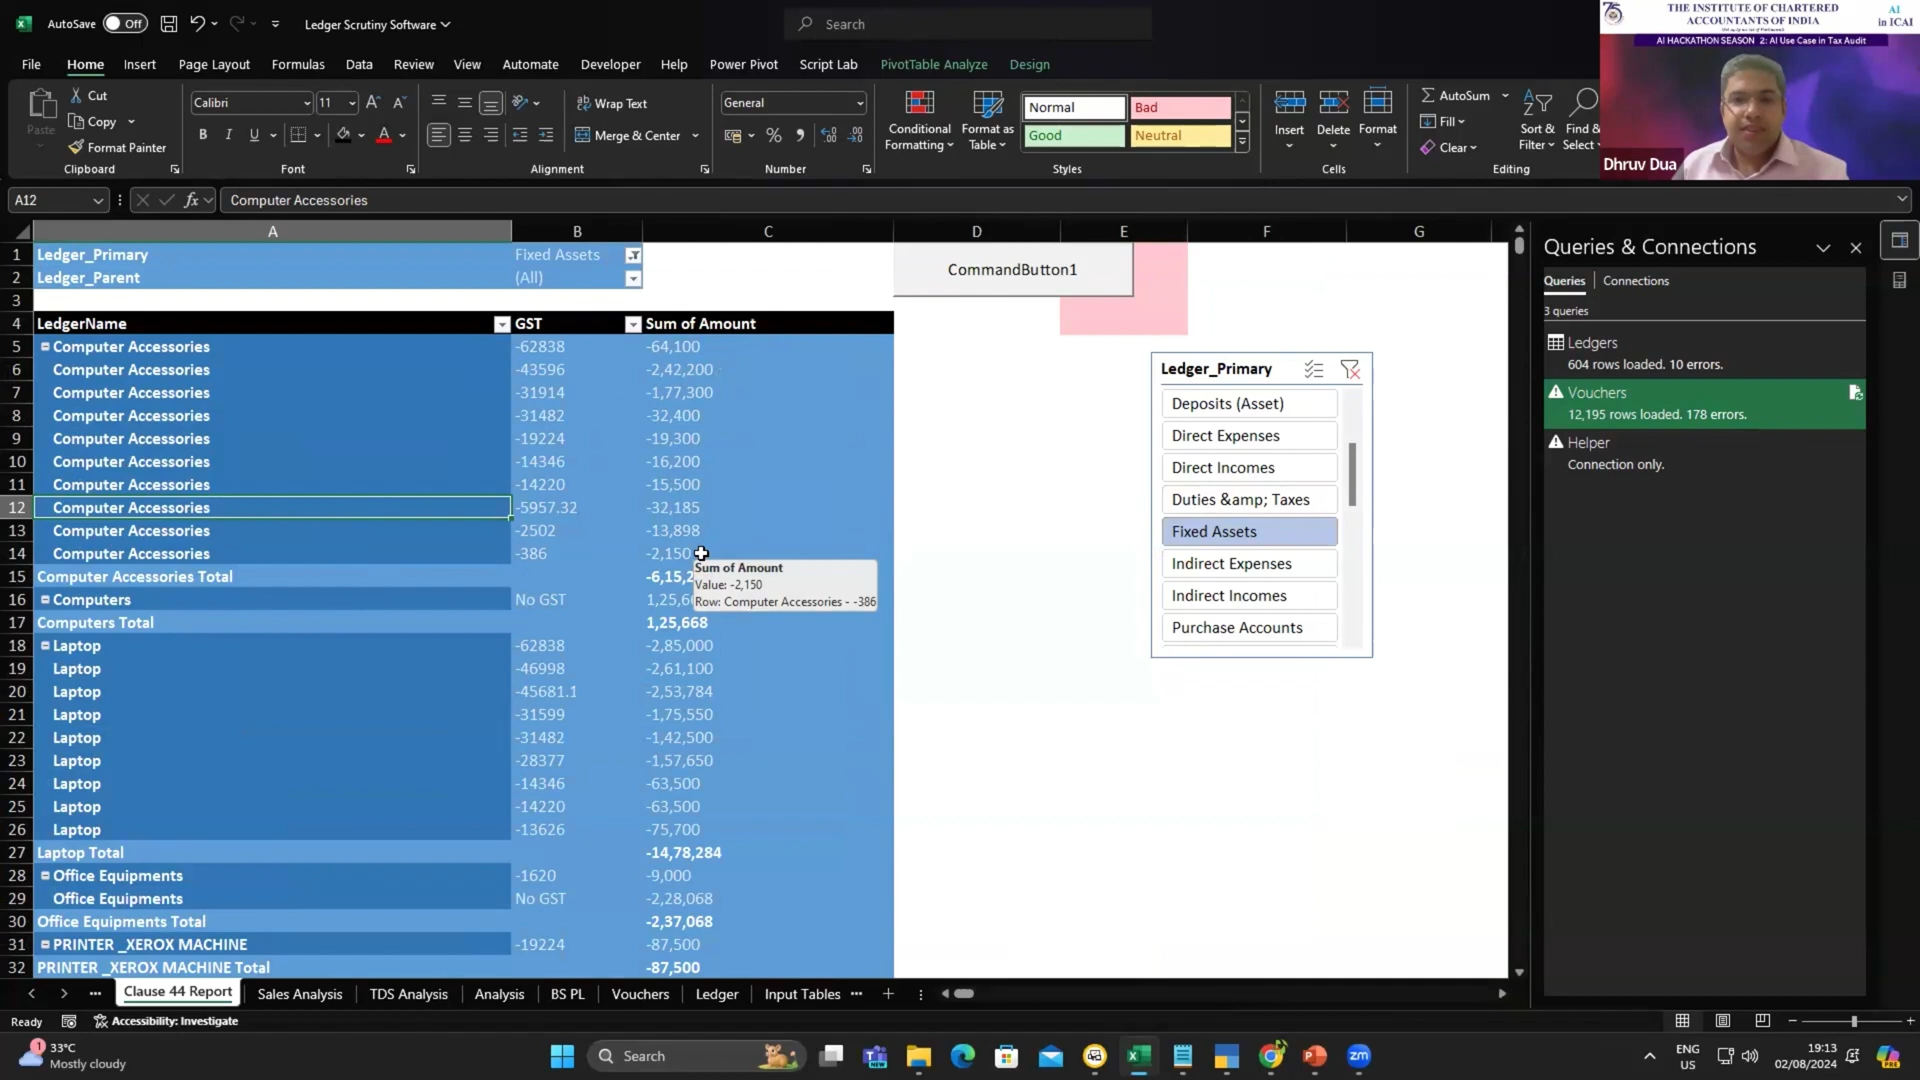 AutoSave Off Ledger Scrutiny Software Search
File Home Insert Page Layout Formulas Data Review View Automate Developer Help Power Pivot Script Lab PivotTable Analyze Design
Paste Cut Copy Format Painter Clipboard
Calibri 11 B I U Font
Wrap Text Merge & Center Alignment
General % Number
Conditional Formatting Format as Table Normal Bad Good Neutral Styles
Insert Delete Format Cells
AutoSum Fill Clear Sort & Filter Find & Select Editing
THE INSTITUTE OF CHARTERED ACCOUNTANTS OF INDIA
AI in ICAI
AI HACKATHON SEASON 2: AI Use Case in Tax Audit
Dhruv Dua
A12 fx Computer Accessories
A B C D E F G
1 Ledger_Primary Fixed Assets
2 Ledger_Parent (All)
3
4 LedgerName GST Sum of Amount
5 Computer Accessories -62838 -64,100
6 Computer Accessories -43596 -2,42,200
7 Computer Accessories -31914 -1,77,300
8 Computer Accessories -31482 -32,400
9 Computer Accessories -19224 -19,300
10 Computer Accessories -14346 -16,200
11 Computer Accessories -14220 -15,500
12 Computer Accessories -5957.32 -32,185
13 Computer Accessories -2502 -13,898
14 Computer Accessories -386 -2,150
15 Computer Accessories Total -6,15,2
16 Computers No GST 1,25,6
17 Computers Total 1,25,668
18 Laptop -62838 -2,85,000
19 Laptop -46998 -2,61,100
20 Laptop -45681.1 -2,53,784
21 Laptop -31599 -1,75,550
22 Laptop -31482 -1,42,500
23 Laptop -28377 -1,57,650
24 Laptop -14346 -63,500
25 Laptop -14220 -63,500
26 Laptop -13626 -75,700
27 Laptop Total -14,78,284
28 Office Equipments -1620 -9,000
29 Office Equipments No GST -2,28,068
30 Office Equipments Total -2,37,068
31 PRINTER _XEROX MACHINE -19224 -87,500
32 PRINTER _XEROX MACHINE Total -87,500
Sum of Amount
Value: -2,150
Row: Computer Accessories - -386
CommandButton1
Ledger_Primary
Deposits (Asset)
Direct Expenses
Direct Incomes
Duties &amp; Taxes
Fixed Assets
Indirect Expenses
Indirect Incomes
Purchase Accounts
Queries & Connections
Queries Connections
3 queries
Ledgers
604 rows loaded. 10 errors.
Vouchers
12,195 rows loaded. 178 errors.
Helper
Connection only.
Clause 44 Report Sales Analysis TDS Analysis Analysis BS PL Vouchers Ledger Input Tables
Ready Accessibility: Investigate
33°C
Mostly cloudy
Search
ENG
US
19:13
02/08/2024